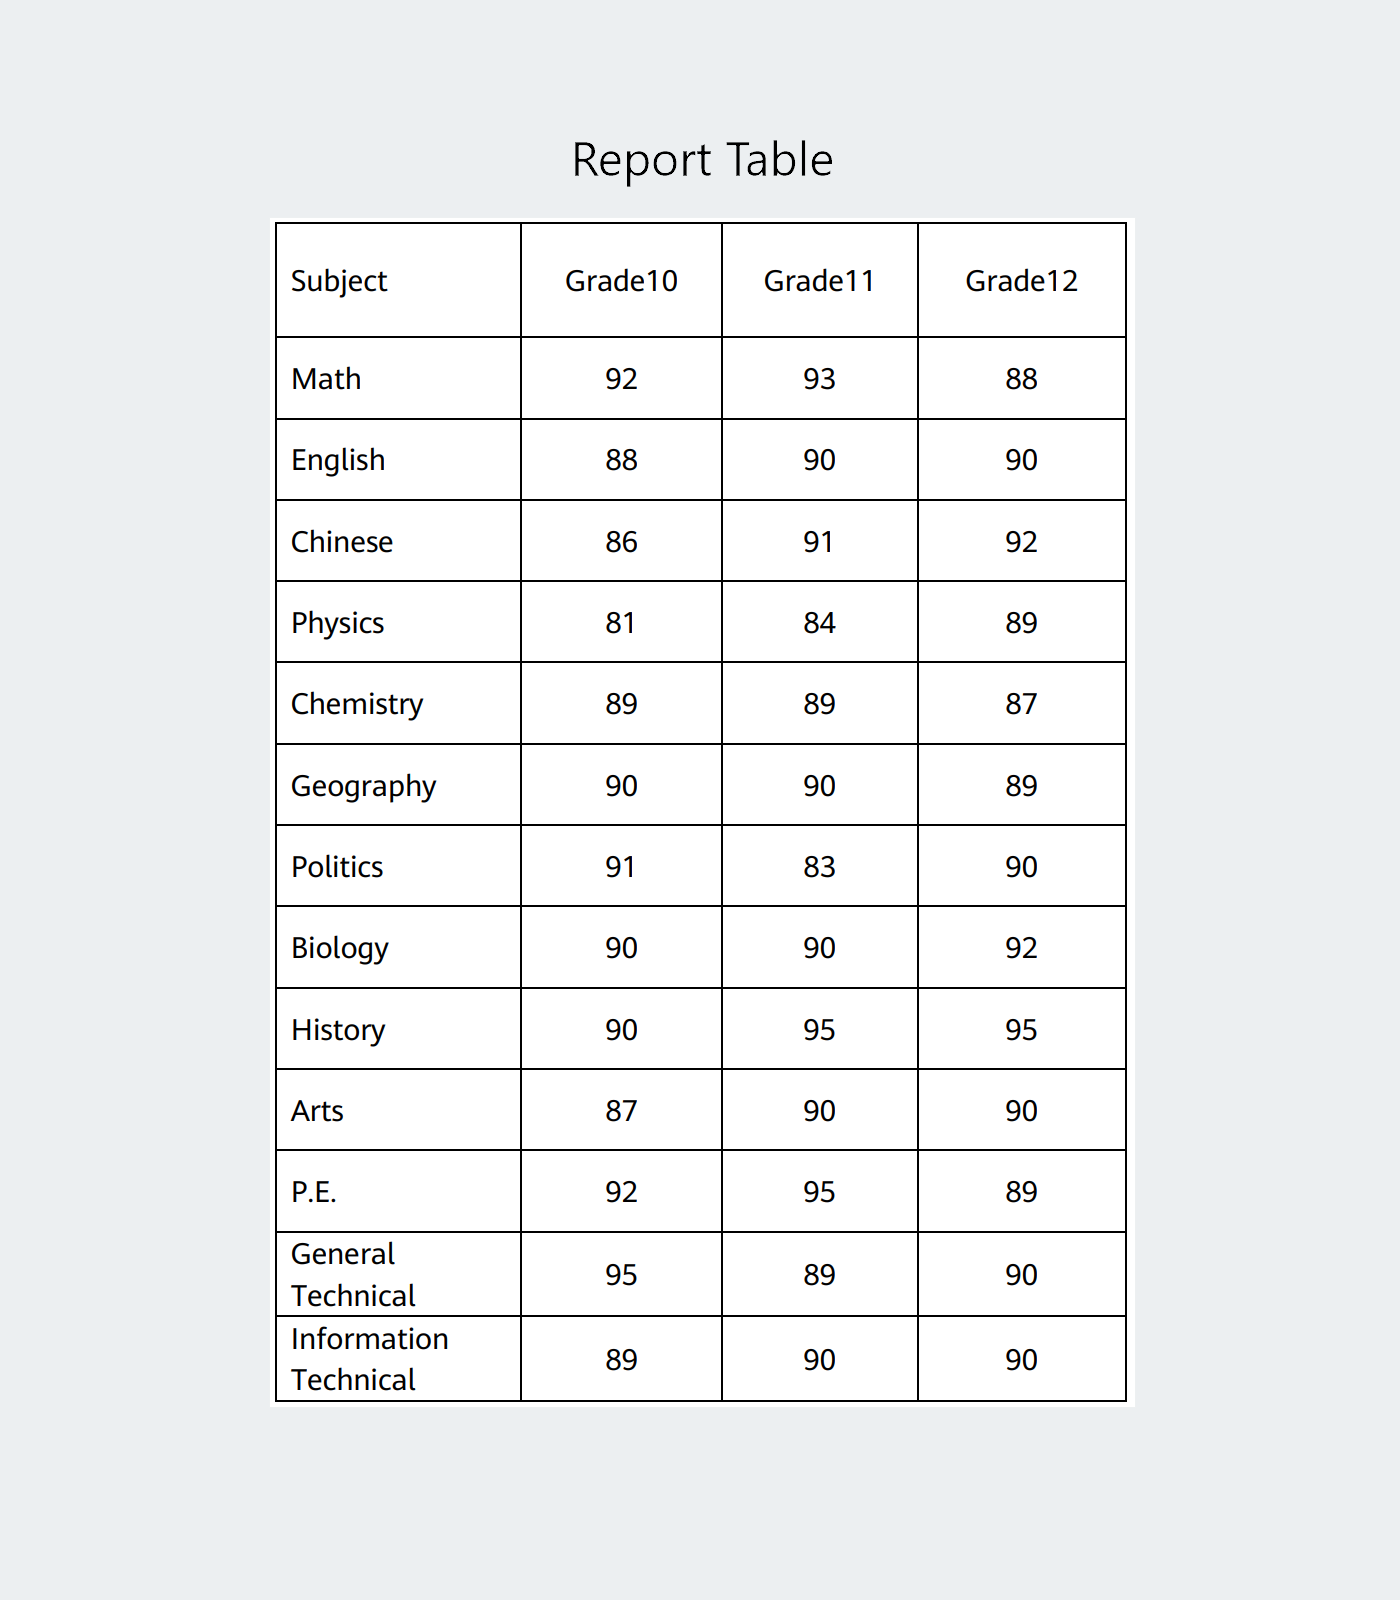 Report Table
Subject Grade10 Grade11 Grade12
Math 92 93 88
English 88 90 90
Chinese 86 91 92
Physics 81 84 89
Chemistry 89 89 87
Geography 90 90 89
Politics 91 83 90
Biology 90 90 92
History 90 95 95
Arts 87 90 90
P.E. 92 95 89
General
Technical 95 89 90
Information
Technical 89 90 90